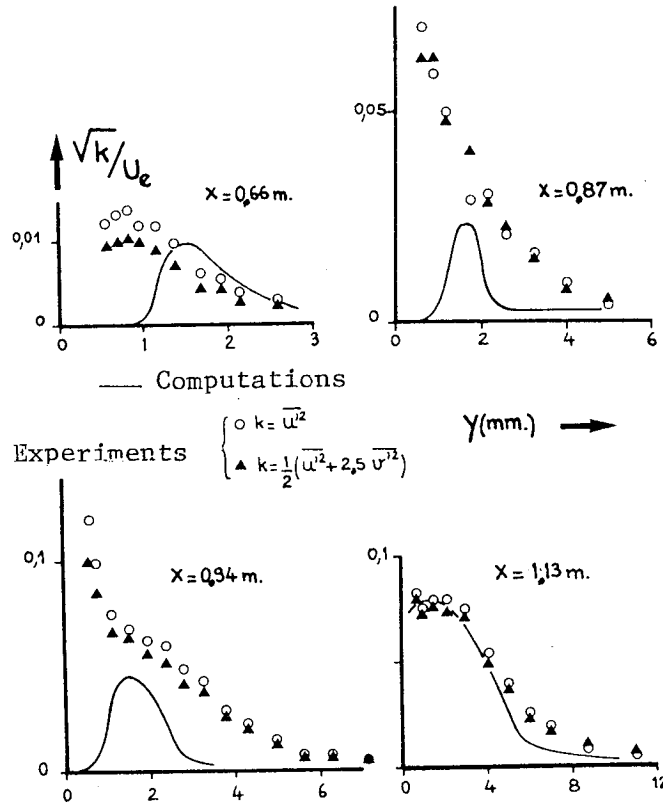 0,05
√k/Ue
X = 0,66 m.
X = 0,87 m.
0,01
0
0
0 1 2 3
0 2 4 6
— Computations
Experiments
○ k = u'²
▲ k = ½(u'² + 2,5 v'²)
Y(mm.)
0,1
X = 0,94 m.
0,1
X = 1,13 m.
0
0
0 2 4 6
0 4 8 12